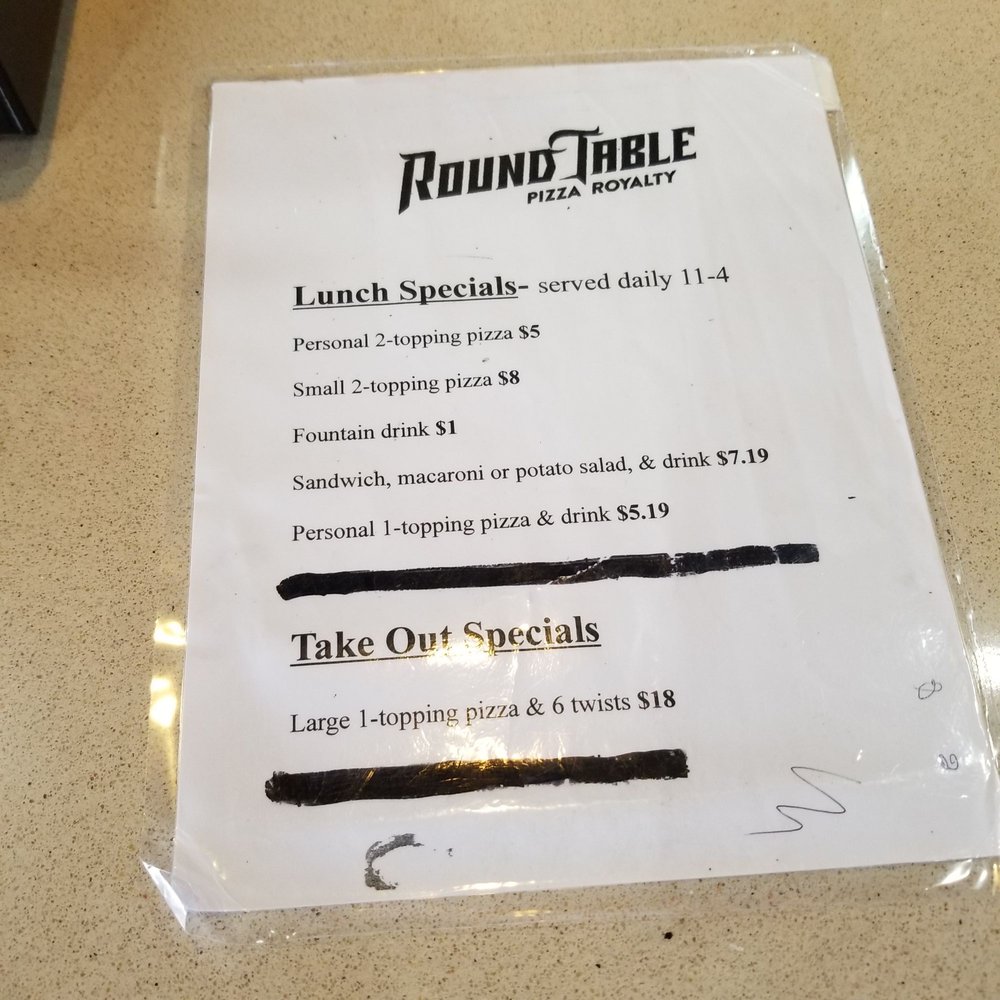 ROUND TABLE
PIZZA ROYALTY
Lunch Specials- served daily 11-4
Personal 2-topping pizza $5
Small 2-topping pizza $8
Fountain drink $1
Sandwich, macaroni or potato salad, & drink $7.19
Personal 1-topping pizza & drink $5.19
Take Out Specials
Large 1-topping pizza & 6 twists $18